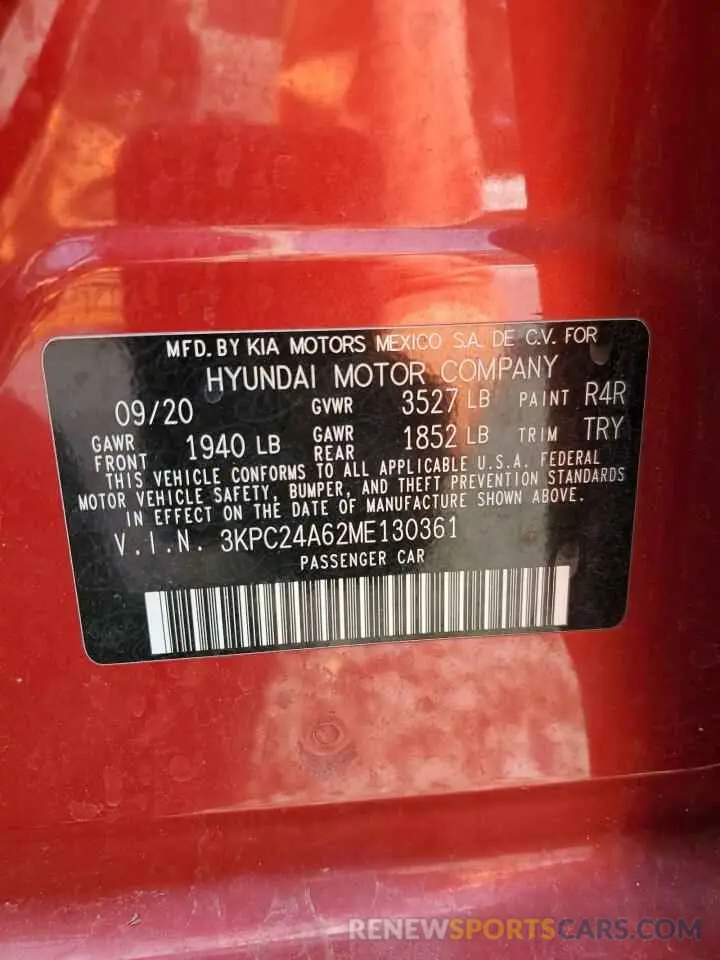 MFD. BY KIA MOTORS MEXICO S.A. DE C.V. FOR
HYUNDAI MOTOR COMPANY
09/20 GVWR 3527 LB PAINT R4R
GAWR FRONT 1940 LB GAWR REAR 1852 LB TRIM TRY
THIS VEHICLE CONFORMS TO ALL APPLICABLE U.S.A. FEDERAL
MOTOR VEHICLE SAFETY, BUMPER, AND THEFT PREVENTION STANDARDS
IN EFFECT ON THE DATE OF MANUFACTURE SHOWN ABOVE.
V.I.N. 3KPC24A62ME130361
PASSENGER CAR
RENEWSPORTSCARS.COM